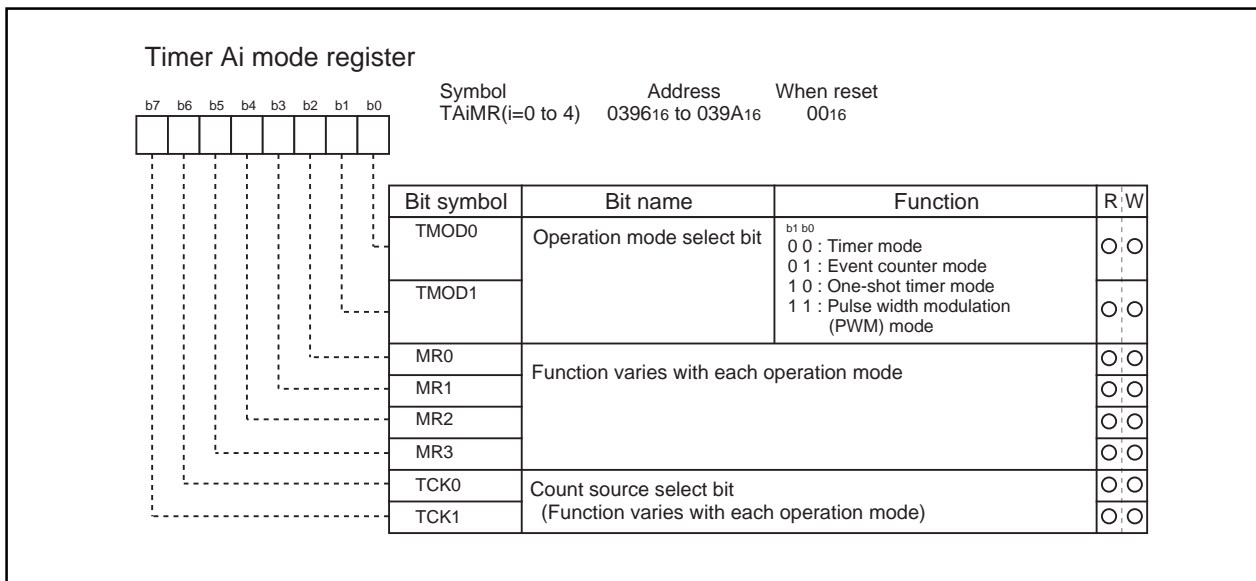 Timer Ai mode register
Symbol Address When reset
TAiMR(i=0 to 4) 039616 to 039A16 0016
b7 b6 b5 b4 b3 b2 b1 b0
Bit symbol Bit name Function R W
TMOD0 Operation mode select bit b1 b0
0 0 : Timer mode
0 1 : Event counter mode
TMOD1 1 0 : One-shot timer mode
1 1 : Pulse width modulation
(PWM) mode
MR0 Function varies with each operation mode
MR1
MR2
MR3
TCK0 Count source select bit
TCK1 (Function varies with each operation mode)